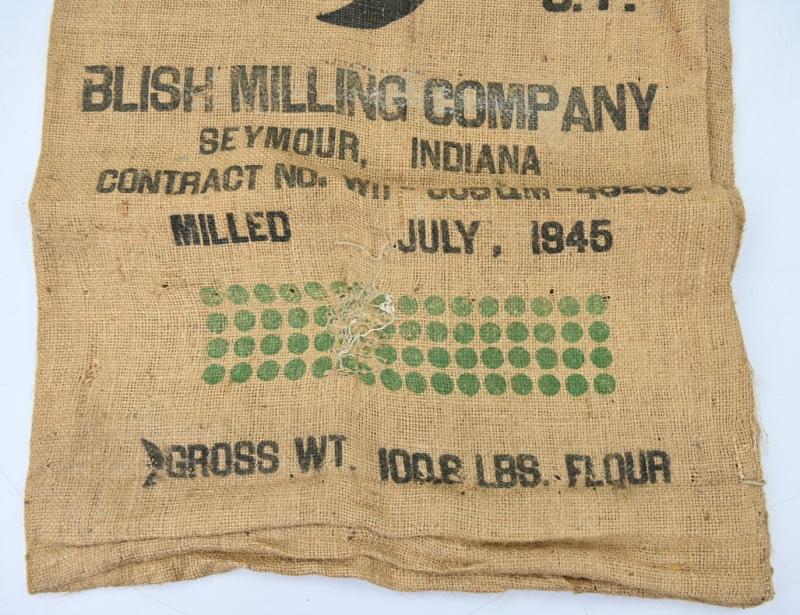 BLISH MILLING COMPANY
SEYMOUR, INDIANA
CONTRACT NO.
MILLED JULY, 1945
GROSS WT. 100.8 LBS. FLOUR